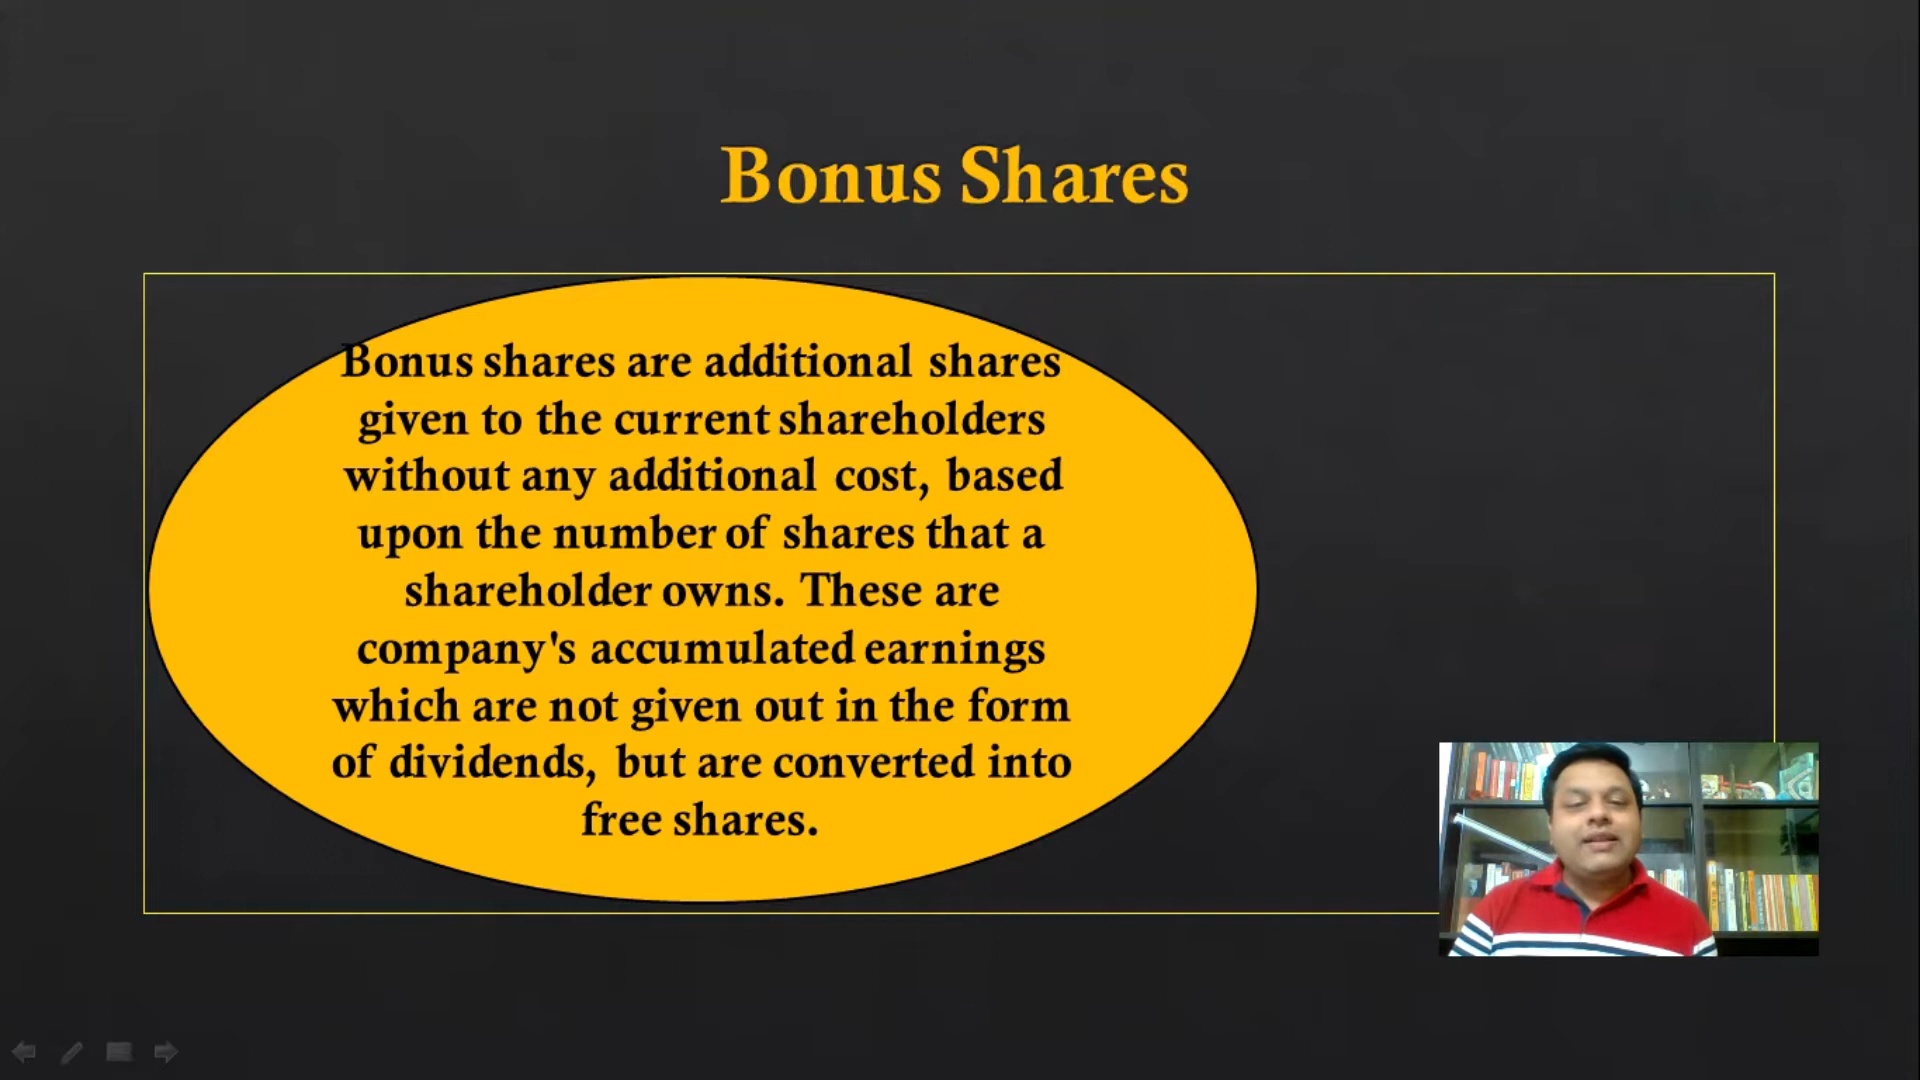 Bonus Shares
Bonus shares are additional shares
given to the current shareholders
without any additional cost, based
upon the number of shares that a
shareholder owns. These are
company's accumulated earnings
which are not given out in the form
of dividends, but are converted into
free shares.